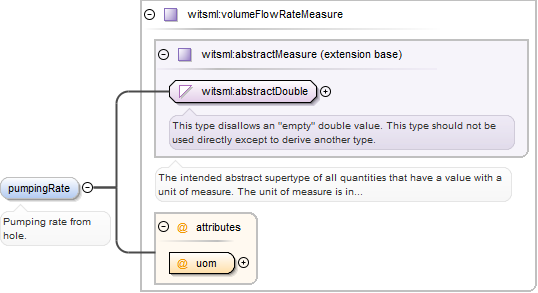 witsml:volumeFlowRateMeasure
witsml:abstractMeasure (extension base)
witsml:abstractDouble
This type disallows an "empty" double value. This type should not be
used directly except to derive another type.
The intended abstract supertype of all quantities that have a value with a
unit of measure. The unit of measure is in...
pumpingRate
Pumping rate from
hole.
@ attributes
@ uom